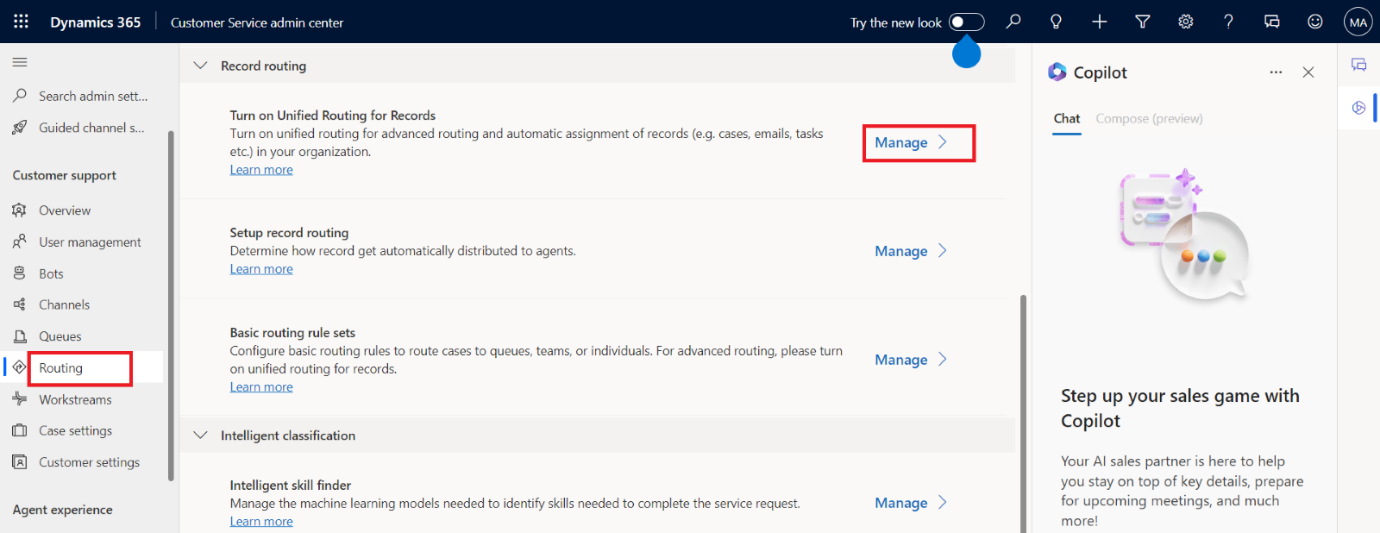 Dynamics 365
Customer Service admin center
Try the new look
MA
Search admin sett...
Guided channel s...
Customer support
Overview
User management
Bots
Channels
Queues
Routing
Workstreams
Case settings
Customer settings
Agent experience
Record routing
Turn on Unified Routing for Records
Turn on unified routing for advanced routing and automatic assignment of records (e.g. cases, emails, tasks
etc.) in your organization.
Learn more
Manage
Setup record routing
Determine how record get automatically distributed to agents.
Learn more
Manage
Basic routing rule sets
Configure basic routing rules to route cases to queues, teams, or individuals. For advanced routing, please turn
on unified routing for records.
Learn more
Manage
Intelligent classification
Intelligent skill finder
Manage the machine learning models needed to identify skills needed to complete the service request.
Learn more
Manage
Copilot
Chat
Compose (preview)
Step up your sales game with
Copilot
Your AI sales partner is here to help
you stay on top of key details, prepare
for upcoming meetings, and much
more!